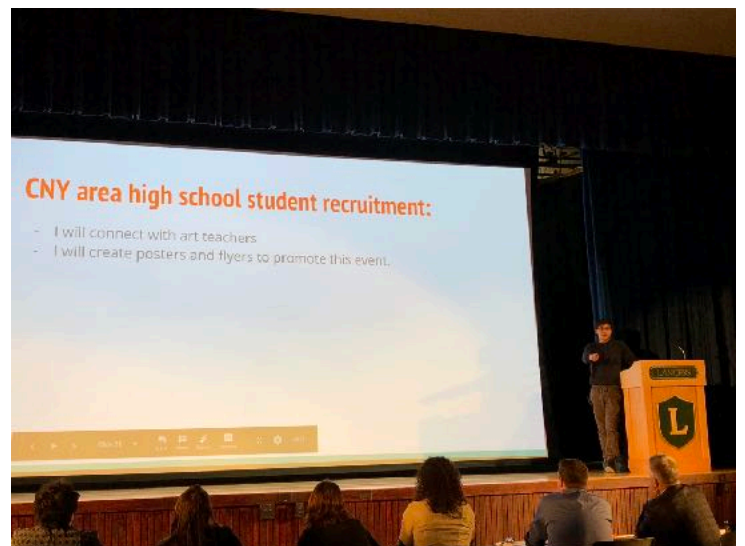 CNY area high school student recruitment:
- I will connect with art teachers
- I will create posters and flyers to promote this event.
L